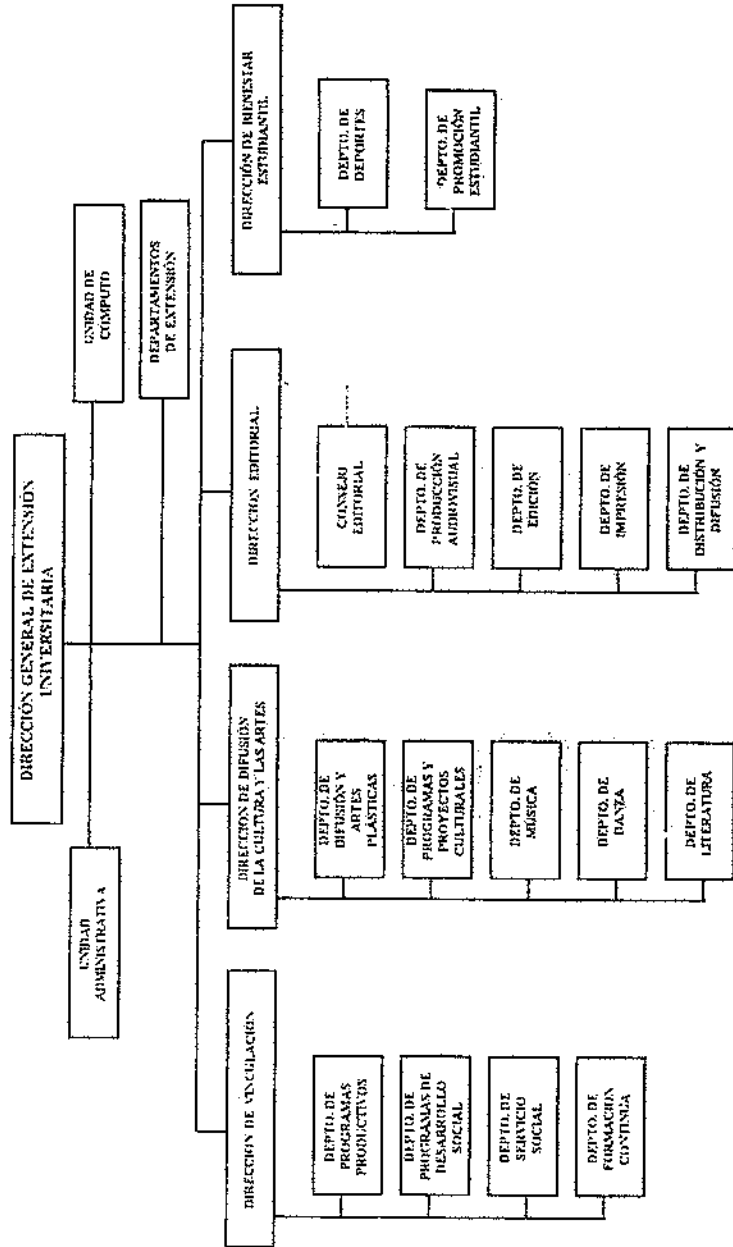 DIRECCIÓN GENERAL DE EXTENSIÓN
UNIVERSITARIA
UNIDAD
ADMINISTRATIVA
UNIDAD DE
CÓMPUTO
DEPARTAMENTOS
DE EXTENSIÓN
DIRECCIÓN DE VINCULACIÓN
DEPTO. DE
PROGRAMAS
PRODUCTIVOS
DEPTO. DE
PROGRAMAS DE
DESARROLLO
SOCIAL
DEPTO. DE
SERVICIO
SOCIAL
DEPTO. DE
FORMACIÓN
CONTINUA
DIRECCION DE DIFUSIÓN
DE LA CULTURA Y LAS ARTES
DEPTO. DE
DIFUSIÓN Y
ARTES
PLÁSTICAS
DEPTO. DE
PROGRAMAS Y
PROYECTOS
CULTURALES
DEPTO. DE
MÚSICA
DEPTO. DE
DANZA
DEPTO. DE
LITERATURA
DIRECCION EDITORIAL
CONSEJO
EDITORIAL
DEPTO. DE
PRODUCCIÓN
AUDIOVISUAL
DEPTO. DE
EDICIÓN
DEPTO. DE
IMPRESIÓN
DEPTO. DE
DISTRIBUCIÓN Y
DIFUSIÓN
DIRECCIÓN DE BIENESTAR
ESTUDIANTIL
DEPTO. DE
DEPORTES
DEPTO. DE
PROMOCIÓN
ESTUDIANTIL